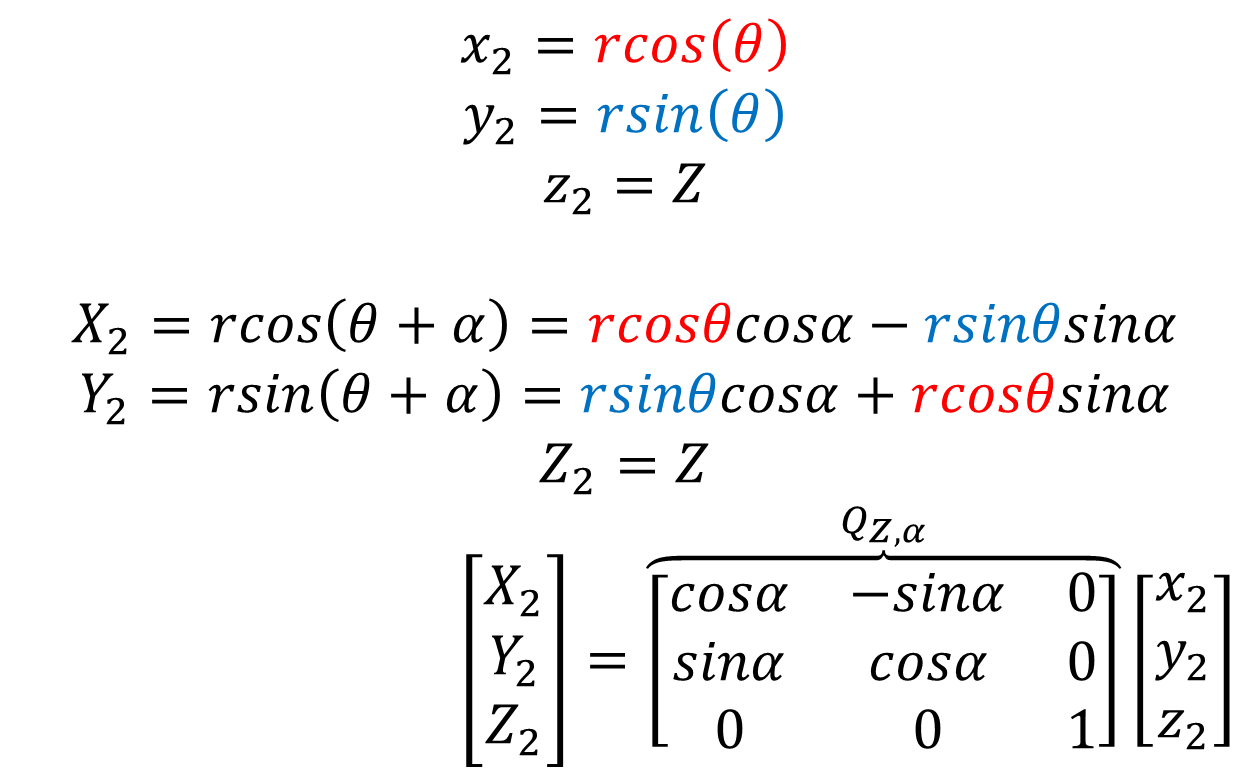 x₂ = rcos(θ)
y₂ = rsin(θ)
z₂ = Z
X₂ = rcos(θ + α) = rcosθcosα − rsinθsinα
Y₂ = rsin(θ + α) = rsinθcosα + rcosθsinα
Z₂ = Z
Q_{Z,α}
[X₂] [cosα −sinα 0] [x₂]
[Y₂] = [sinα cosα 0] [y₂]
[Z₂] [0 0 1] [z₂]